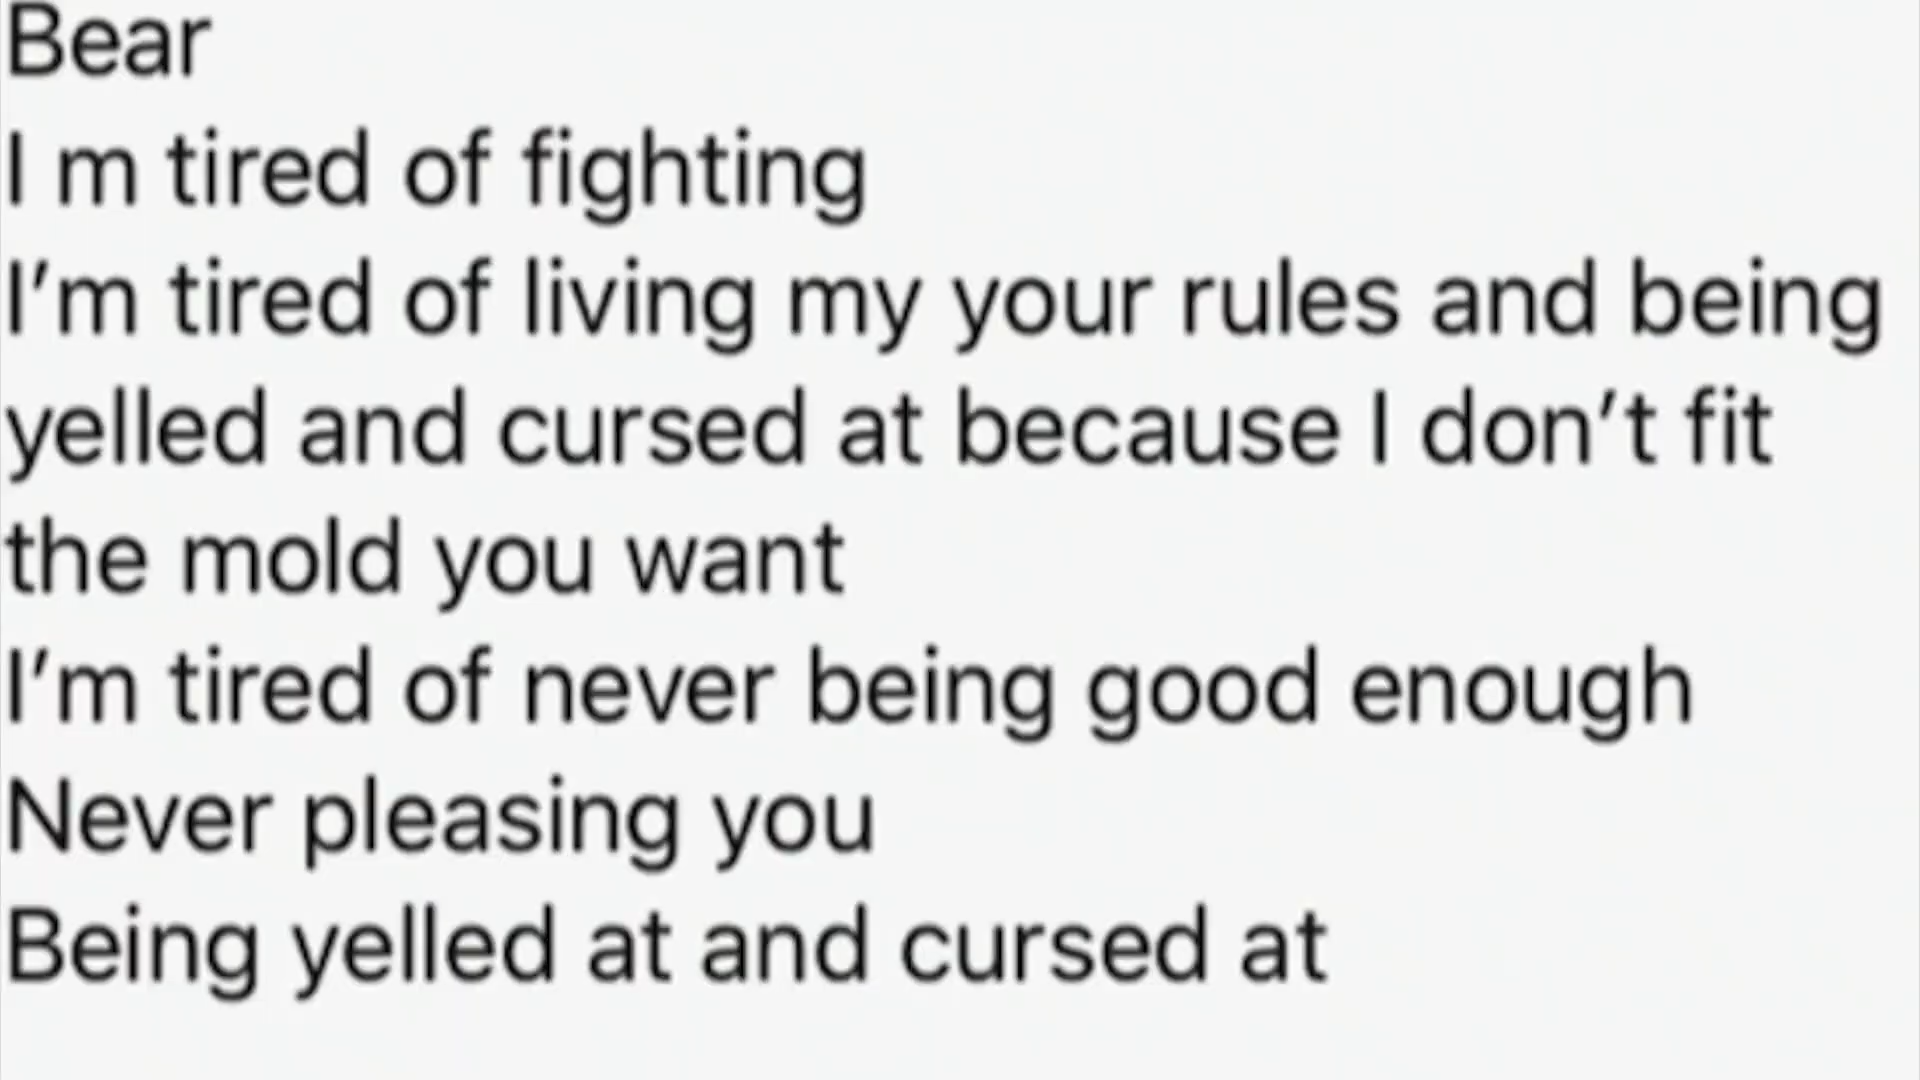 Bear
I m tired of fighting
I’m tired of living my your rules and being
yelled and cursed at because I don’t fit
the mold you want
I’m tired of never being good enough
Never pleasing you
Being yelled at and cursed at